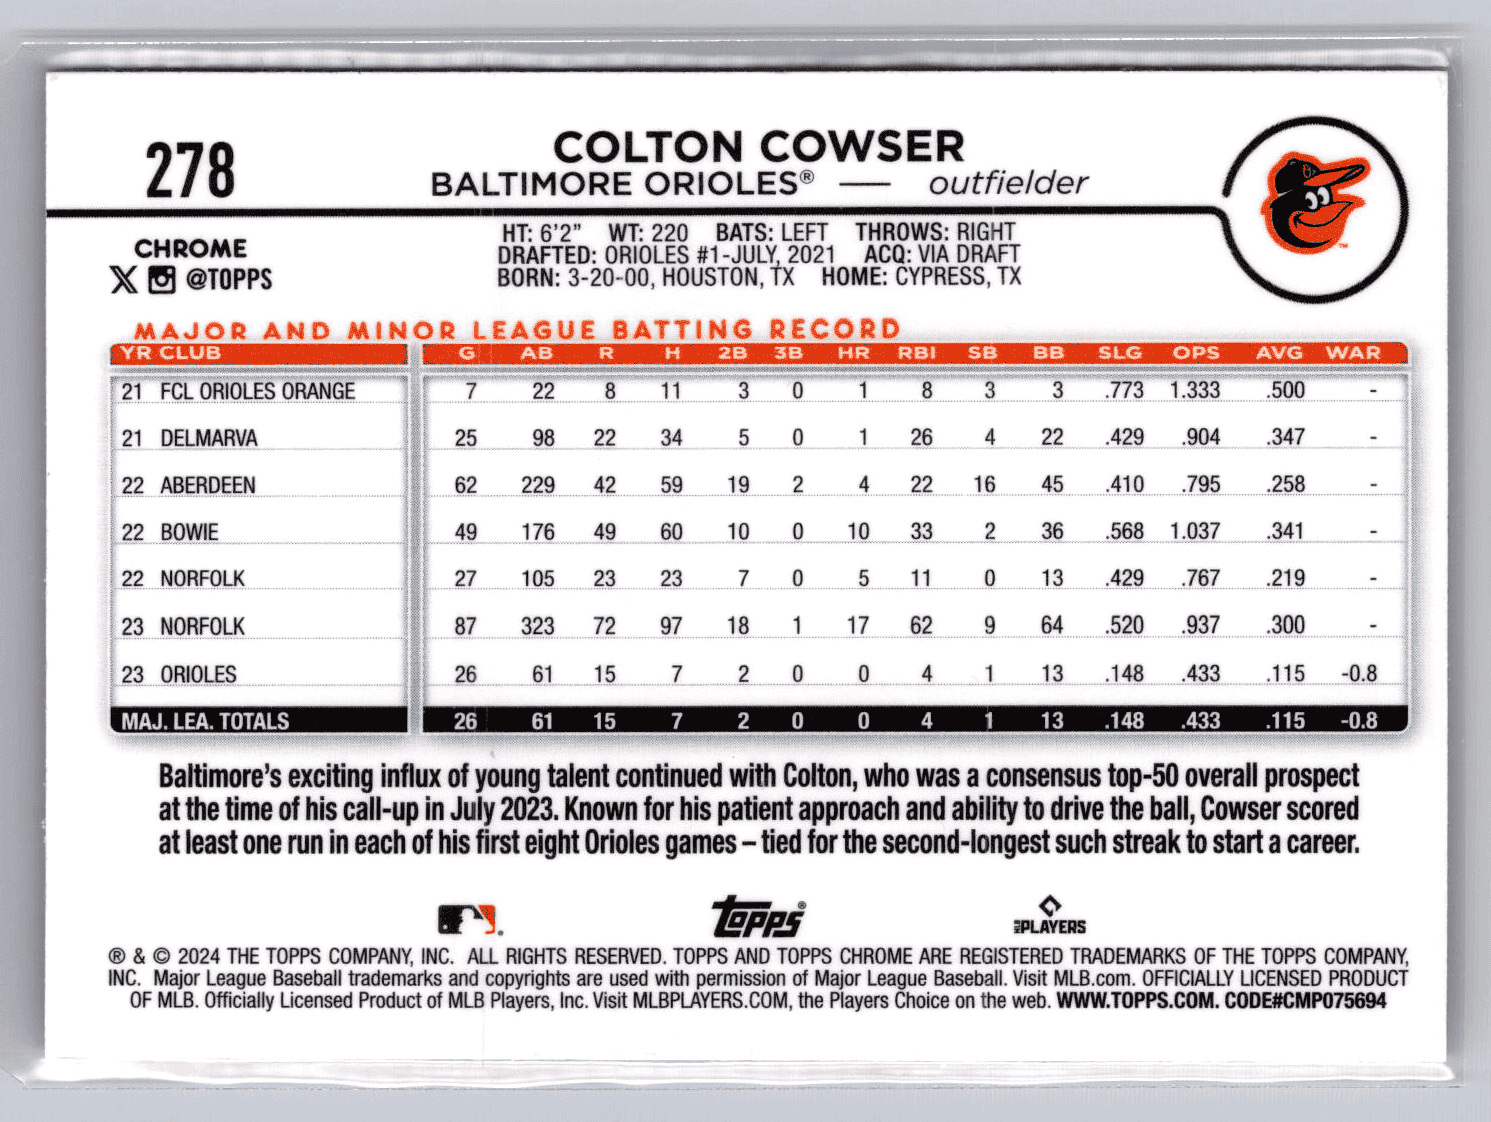 278
COLTON COWSER
BALTIMORE ORIOLES® — outfielder
CHROME
@TOPPS
HT: 6'2" WT: 220 BATS: LEFT THROWS: RIGHT
DRAFTED: ORIOLES #1-JULY, 2021 ACQ: VIA DRAFT
BORN: 3-20-00, HOUSTON, TX HOME: CYPRESS, TX
MAJOR AND MINOR LEAGUE BATTING RECORD
YR CLUB G AB R H 2B 3B HR RBI SB BB SLG OPS AVG WAR
21 FCL ORIOLES ORANGE 7 22 8 11 3 0 1 8 3 3 .773 1.333 .500 -
21 DELMARVA 25 98 22 34 5 0 1 26 4 22 .429 .904 .347 -
22 ABERDEEN 62 229 42 59 19 2 4 22 16 45 .410 .795 .258 -
22 BOWIE 49 176 49 60 10 0 10 33 2 36 .568 1.037 .341 -
22 NORFOLK 27 105 23 23 7 0 5 11 0 13 .429 .767 .219 -
23 NORFOLK 87 323 72 97 18 1 17 62 9 64 .520 .937 .300 -
23 ORIOLES 26 61 15 7 2 0 0 4 1 13 .148 .433 .115 -0.8
MAJ. LEA. TOTALS 26 61 15 7 2 0 0 4 1 13 .148 .433 .115 -0.8
Baltimore's exciting influx of young talent continued with Colton, who was a consensus top-50 overall prospect
at the time of his call-up in July 2023. Known for his patient approach and ability to drive the ball, Cowser scored
at least one run in each of his first eight Orioles games – tied for the second-longest such streak to start a career.
TOPPS®
PLAYERS
® & © 2024 THE TOPPS COMPANY, INC. ALL RIGHTS RESERVED. TOPPS AND TOPPS CHROME ARE REGISTERED TRADEMARKS OF THE TOPPS COMPANY,
INC. Major League Baseball trademarks and copyrights are used with permission of Major League Baseball. Visit MLB.com. OFFICIALLY LICENSED PRODUCT
OF MLB. Officially Licensed Product of MLB Players, Inc. Visit MLBPLAYERS.COM, the Players Choice on the web. WWW.TOPPS.COM. CODE#CMP075694